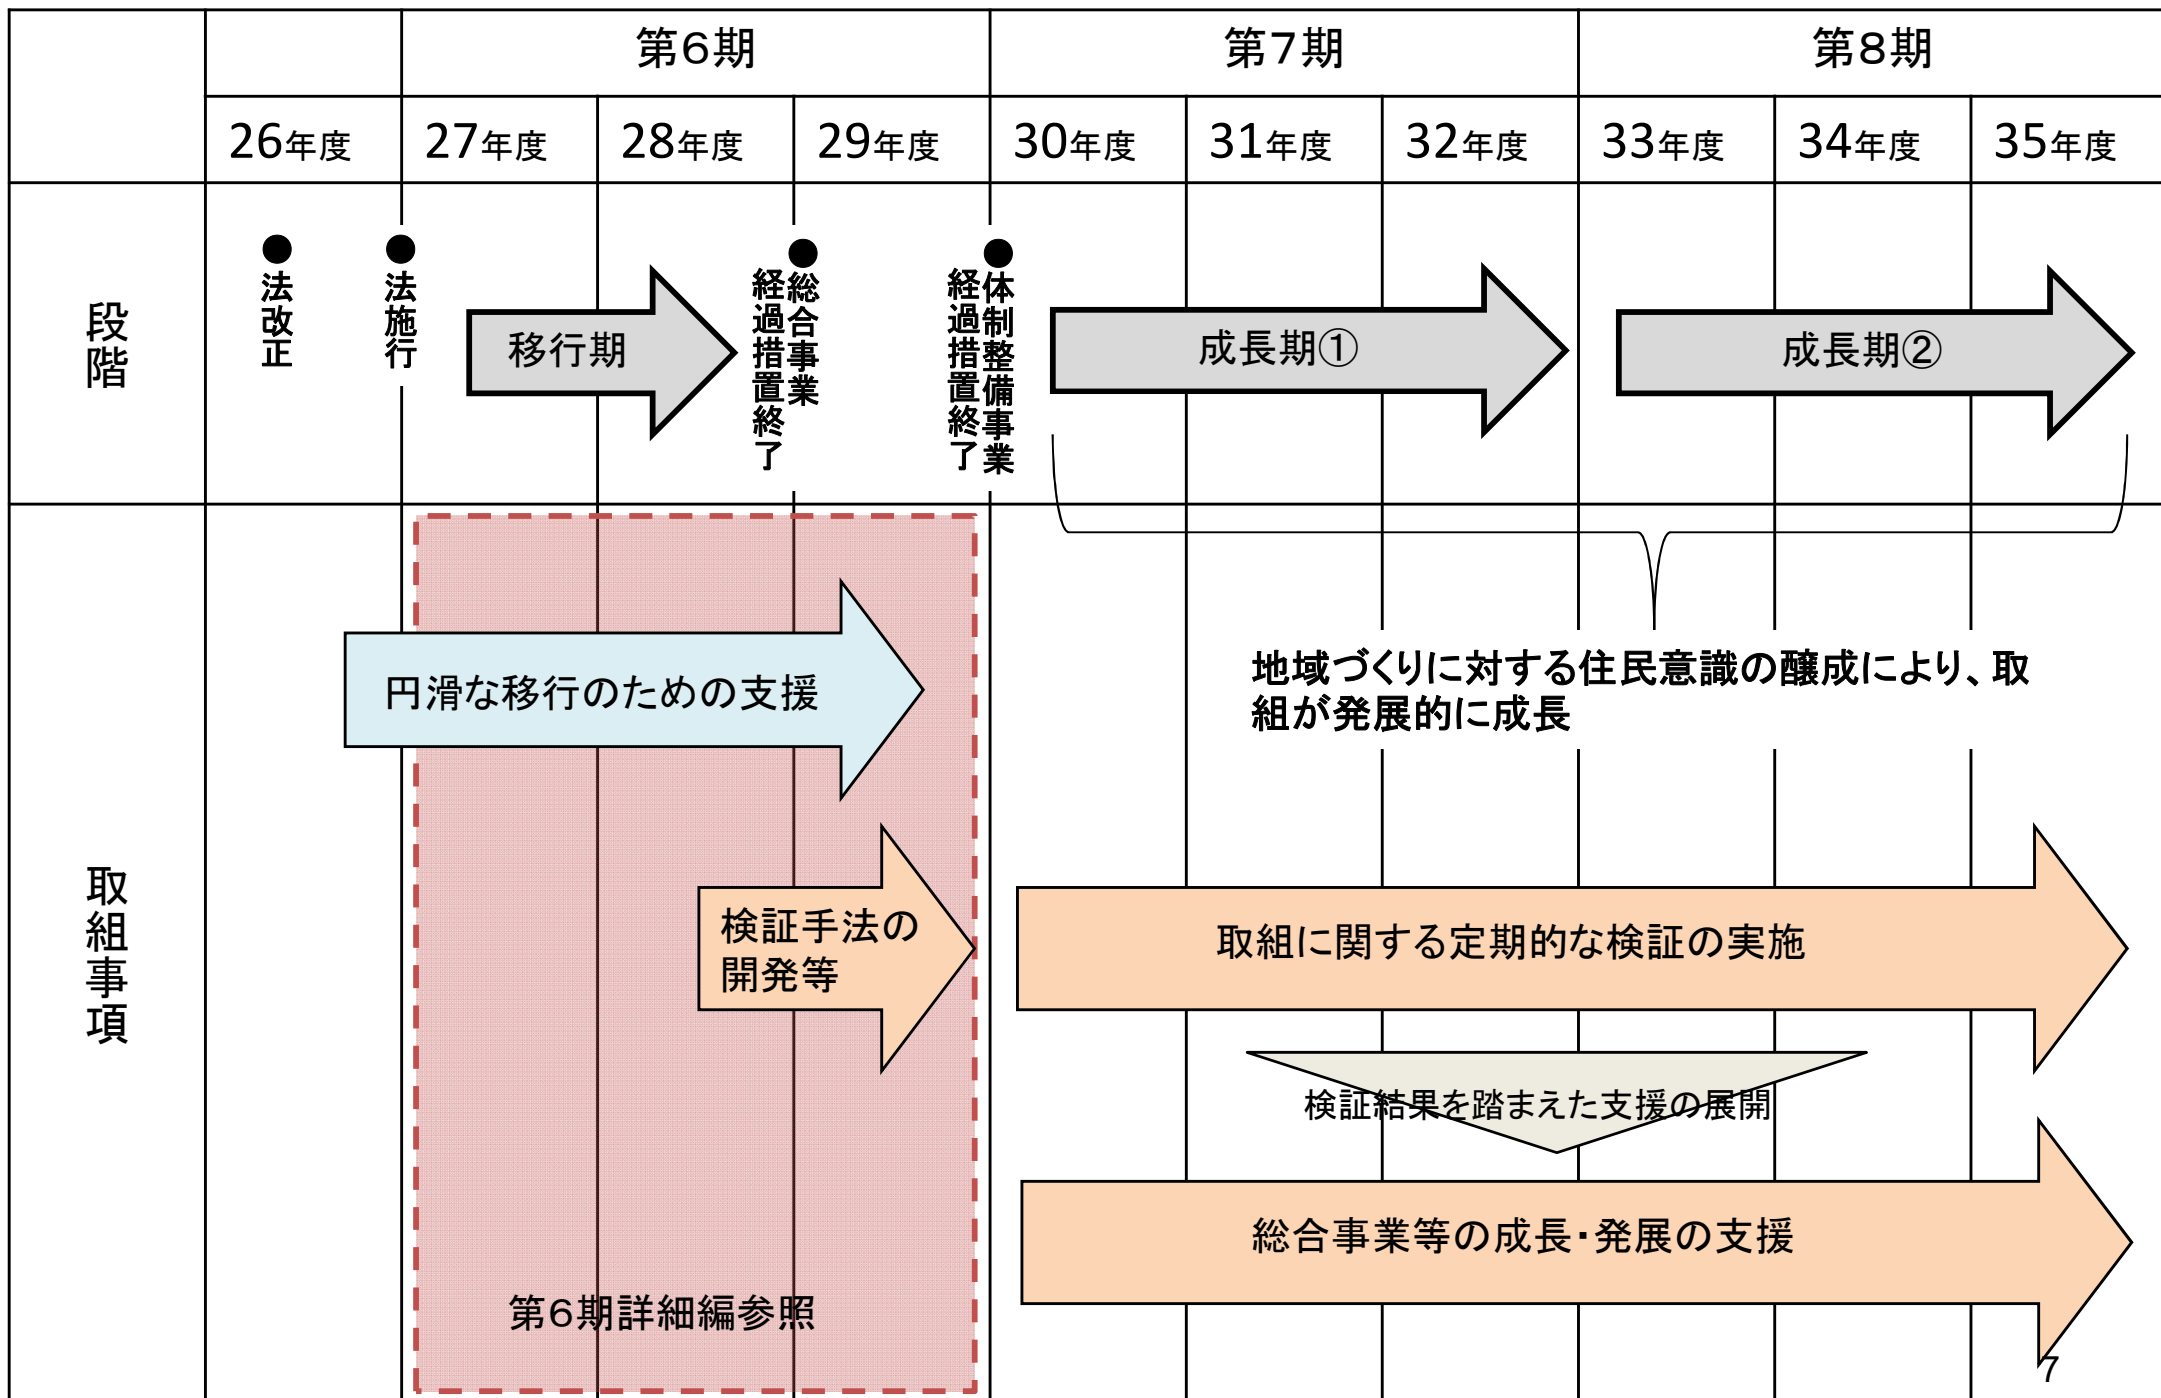 第6期
第7期
第8期
26年度
27年度
28年度
29年度
30年度
31年度
32年度
33年度
34年度
35年度
段階
●法改正
●法施行
移行期
●総合事業
経過措置終了
●体制整備事業
経過措置終了
成長期①
成長期②
地域づくりに対する住民意識の醸成により、取
組が発展的に成長
取組事項
円滑な移行のための支援
検証手法の
開発等
取組に関する定期的な検証の実施
検証結果を踏まえた支援の展開
総合事業等の成長・発展の支援
第6期詳細編参照
7